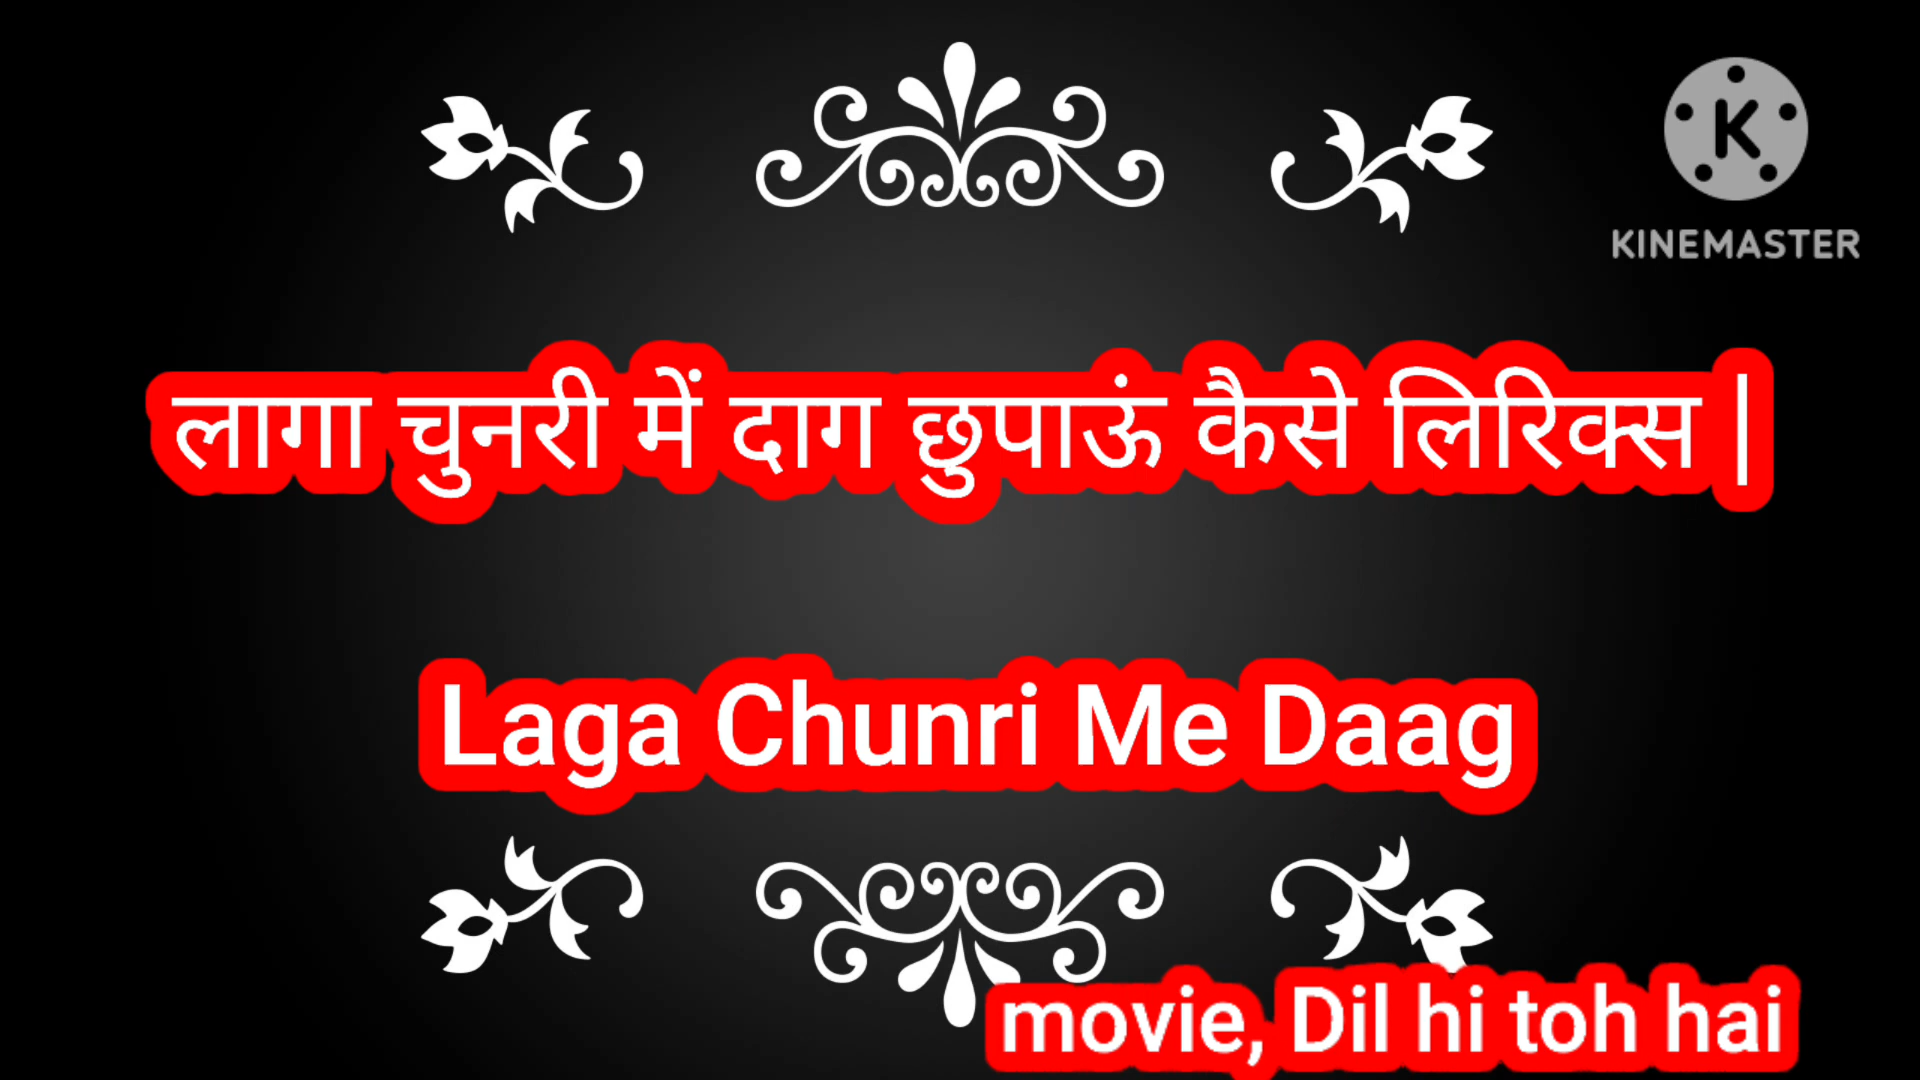 K
KINEMASTER
लागा चुनरी में दाग छुपाऊं कैसे लिरिक्स |
Laga Chunri Me Daag
movie, Dil hi toh hai